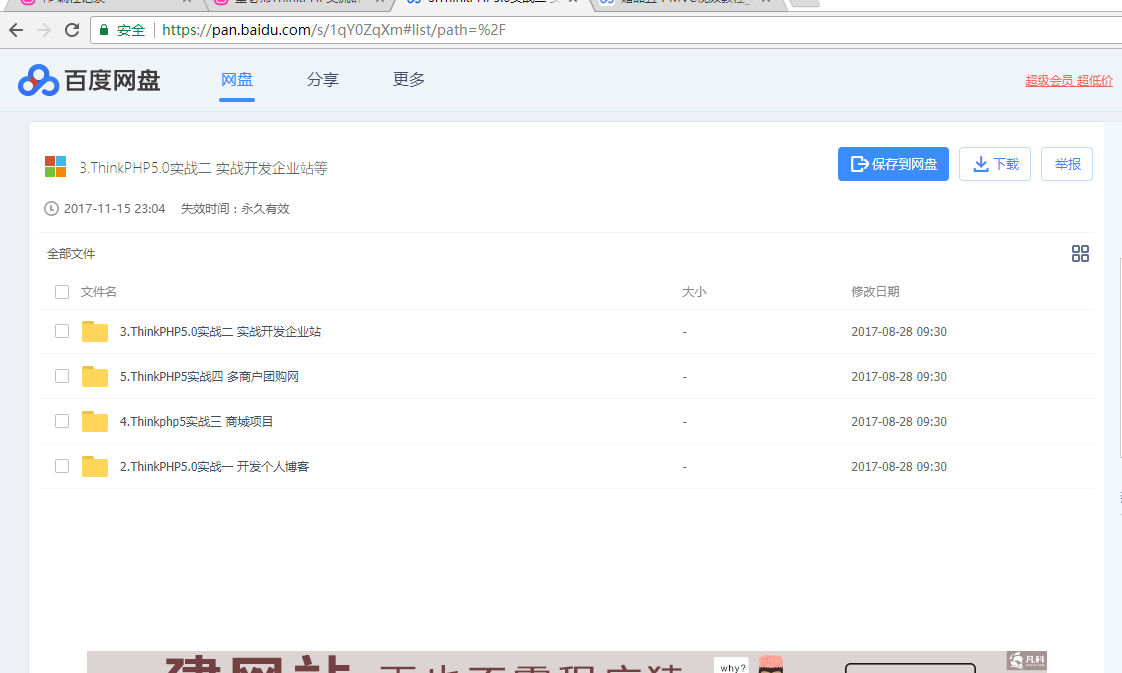 安全 https://pan.baidu.com/s/1qY0ZqXm#list/path=%2F
百度网盘 网盘 分享 更多 超级会员 超低价
3.ThinkPHP5.0实战二 实战开发企业站等 保存到网盘 下载 举报
2017-11-15 23:04 失效时间：永久有效
全部文件
文件名 大小 修改日期
3.ThinkPHP5.0实战二 实战开发企业站 - 2017-08-28 09:30
5.ThinkPHP5实战四 多商户团购网 - 2017-08-28 09:30
4.Thinkphp5实战三 商城项目 - 2017-08-28 09:30
2.ThinkPHP5.0实战一 开发个人博客 - 2017-08-28 09:30
建网站 why? 凡科